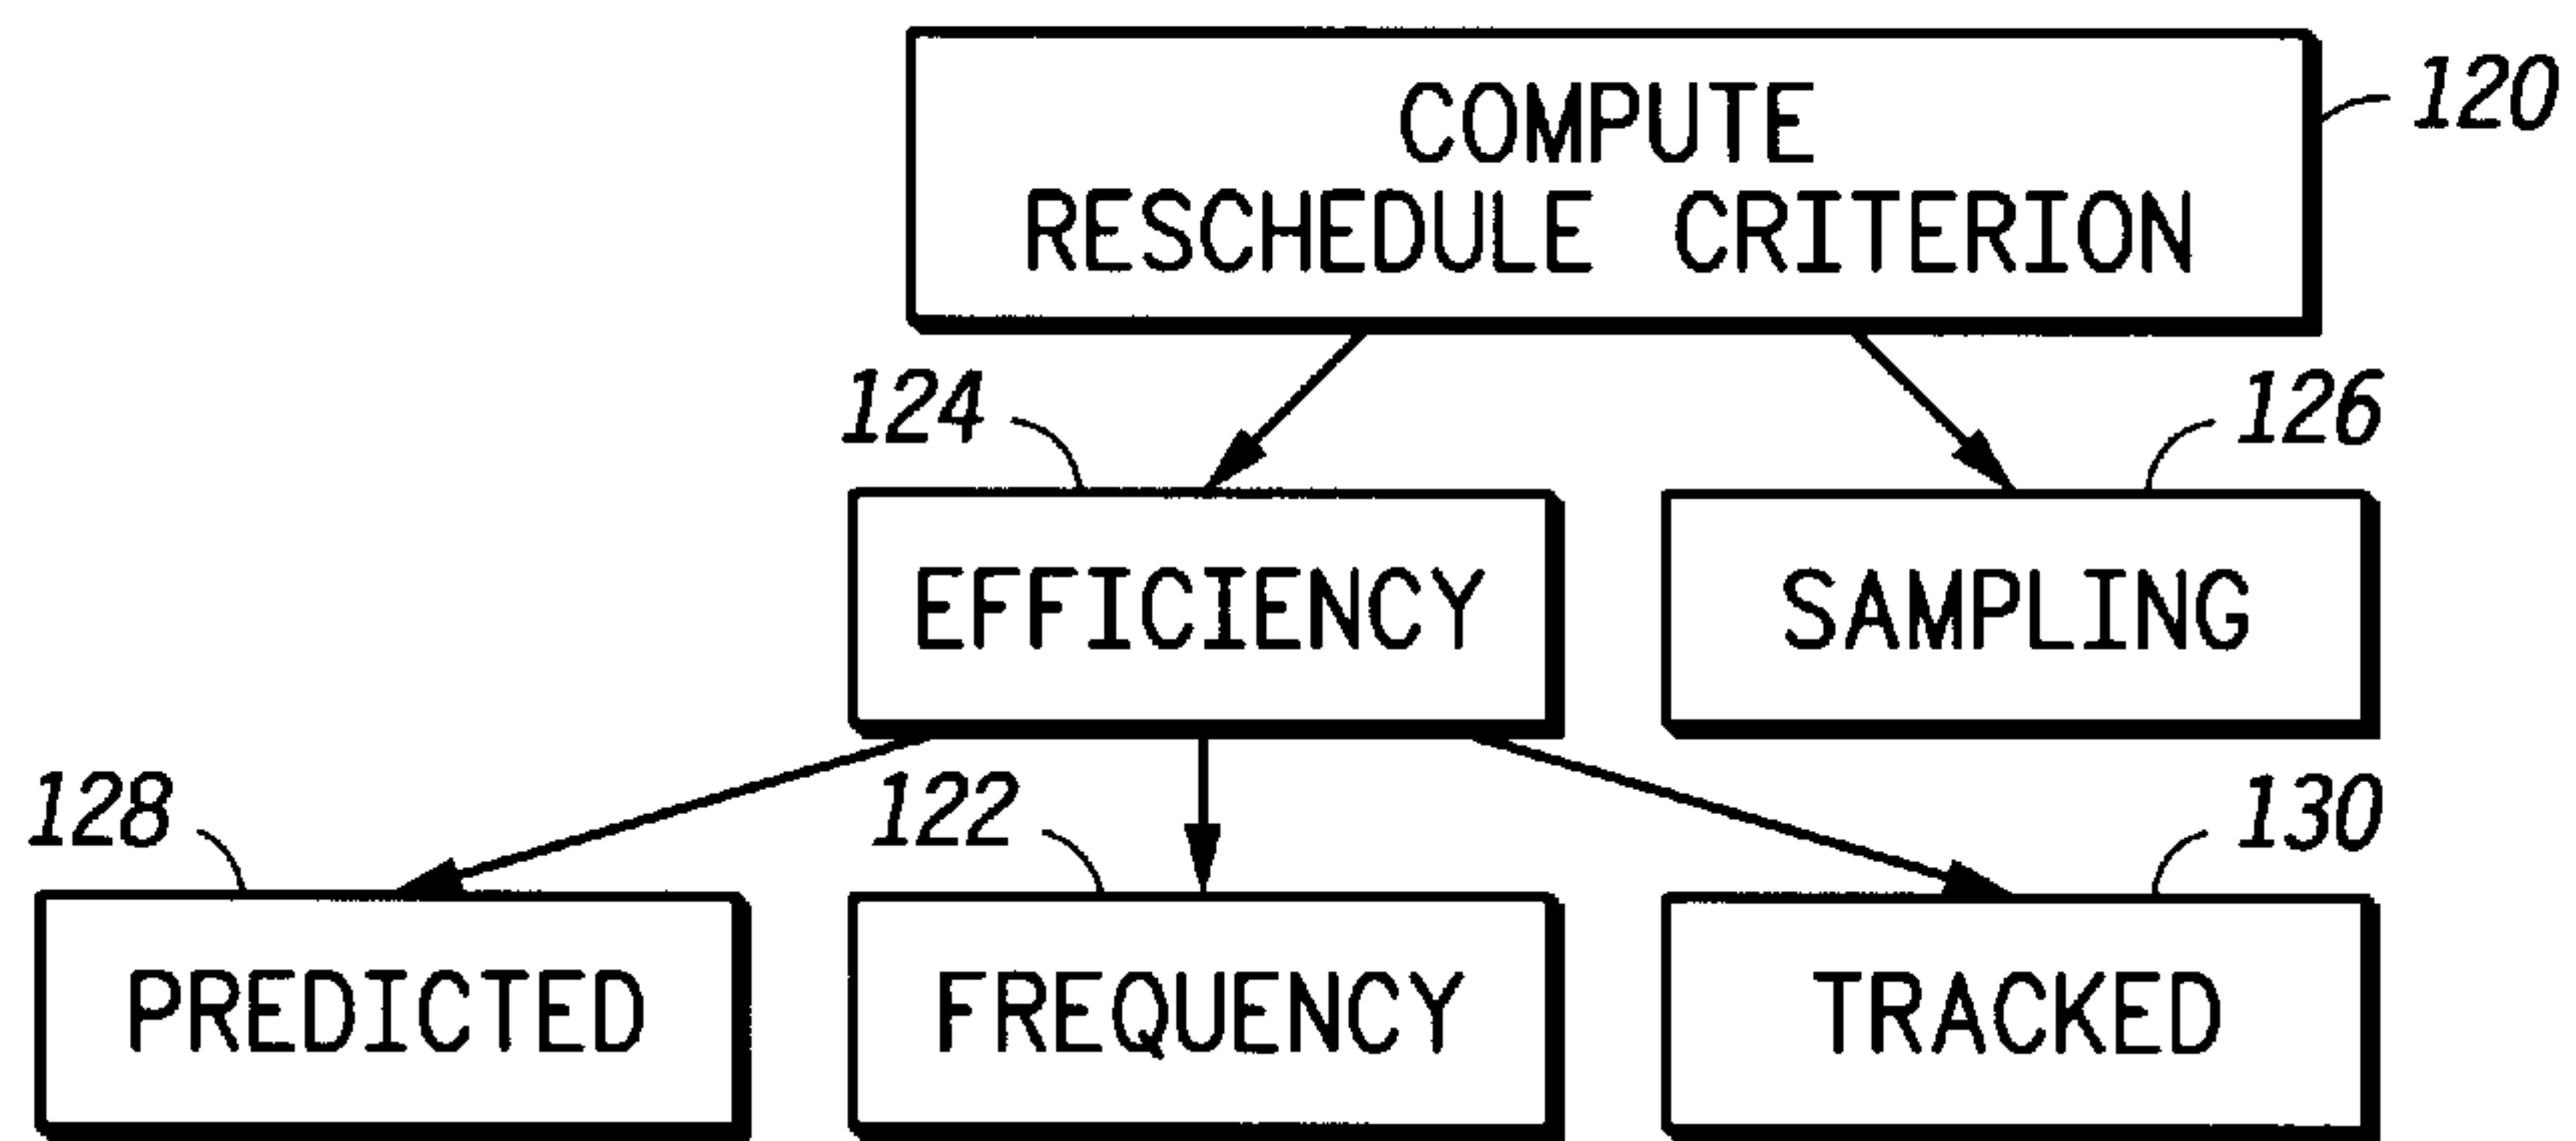 COMPUTE
RESCHEDULE CRITERION
120
124
126
EFFICIENCY
SAMPLING
128
122
130
PREDICTED
FREQUENCY
TRACKED